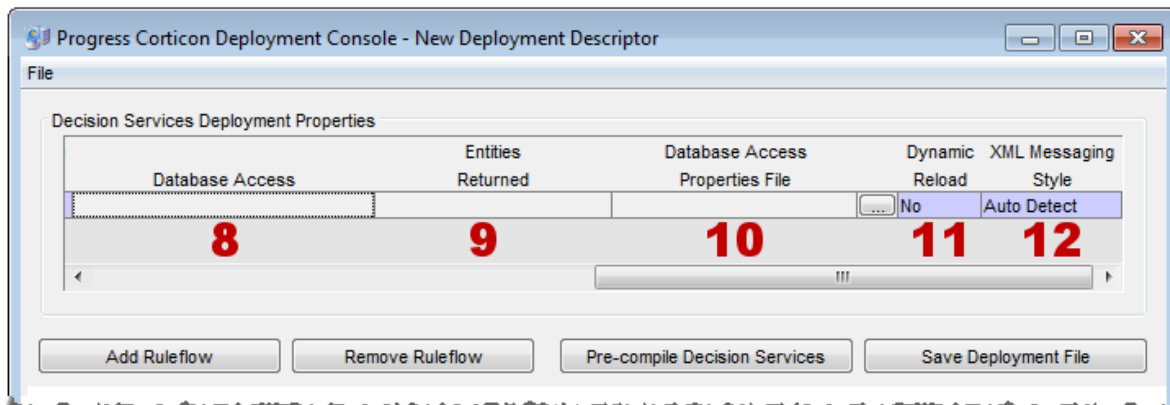 Progress Corticon Deployment Console - New Deployment Descriptor
File
Decision Services Deployment Properties
Entities Database Access Dynamic XML Messaging
Database Access Returned Properties File Reload Style
... No Auto Detect
8 9 10 11 12
Add Ruleflow Remove Ruleflow Pre-compile Decision Services Save Deployment File